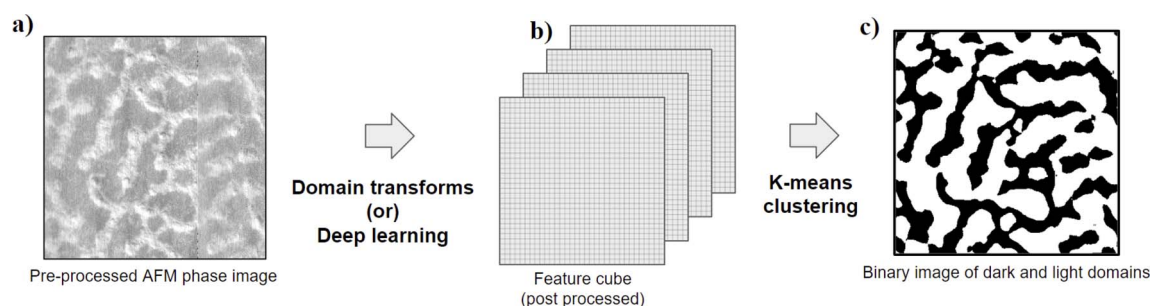 a)
Pre-processed AFM phase image
Domain transforms
(or)
Deep learning
b)
Feature cube
(post processed)
K-means
clustering
c)
Binary image of dark and light domains